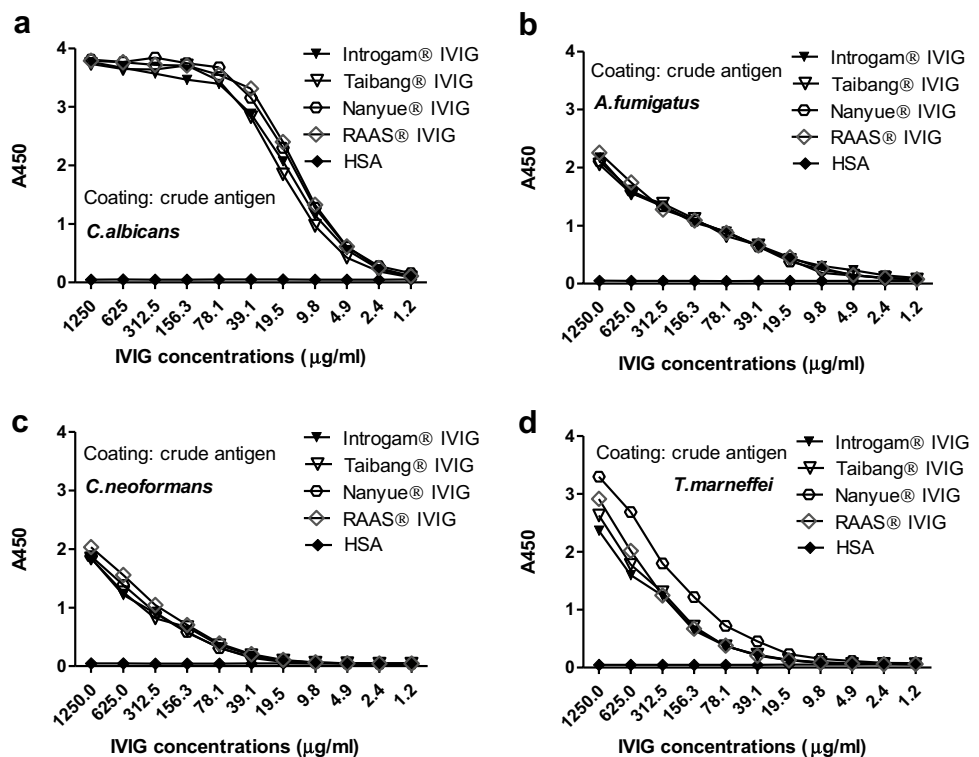 a
4
3
2
1
0
A450
Introgam® IVIG
Taibang® IVIG
Nanyue® IVIG
RAAS® IVIG
HSA
Coating: crude antigen
C.albicans
1250
625
312.5
156.3
78.1
39.1
19.5
9.8
4.9
2.4
1.2
IVIG concentrations (μg/ml)
b
4
3
2
1
0
A450
Coating: crude antigen
A.fumigatus
Introgam® IVIG
Taibang® IVIG
Nanyue® IVIG
RAAS® IVIG
HSA
1250.0
625.0
312.5
156.3
78.1
39.1
19.5
9.8
4.9
2.4
1.2
IVIG concentrations (μg/ml)
c
4
3
2
1
0
A450
Coating: crude antigen
C.neoformans
Introgam® IVIG
Taibang® IVIG
Nanyue® IVIG
RAAS® IVIG
HSA
1250.0
625.0
312.5
156.3
78.1
39.1
19.5
9.8
4.9
2.4
1.2
IVIG concentrations (μg/ml)
d
4
3
2
1
0
A450
Coating: crude antigen
T.marneffei
Introgam® IVIG
Taibang® IVIG
Nanyue® IVIG
RAAS® IVIG
HSA
1250.0
625.0
312.5
156.3
78.1
39.1
19.5
9.8
4.9
2.4
1.2
IVIG concentrations (μg/ml)